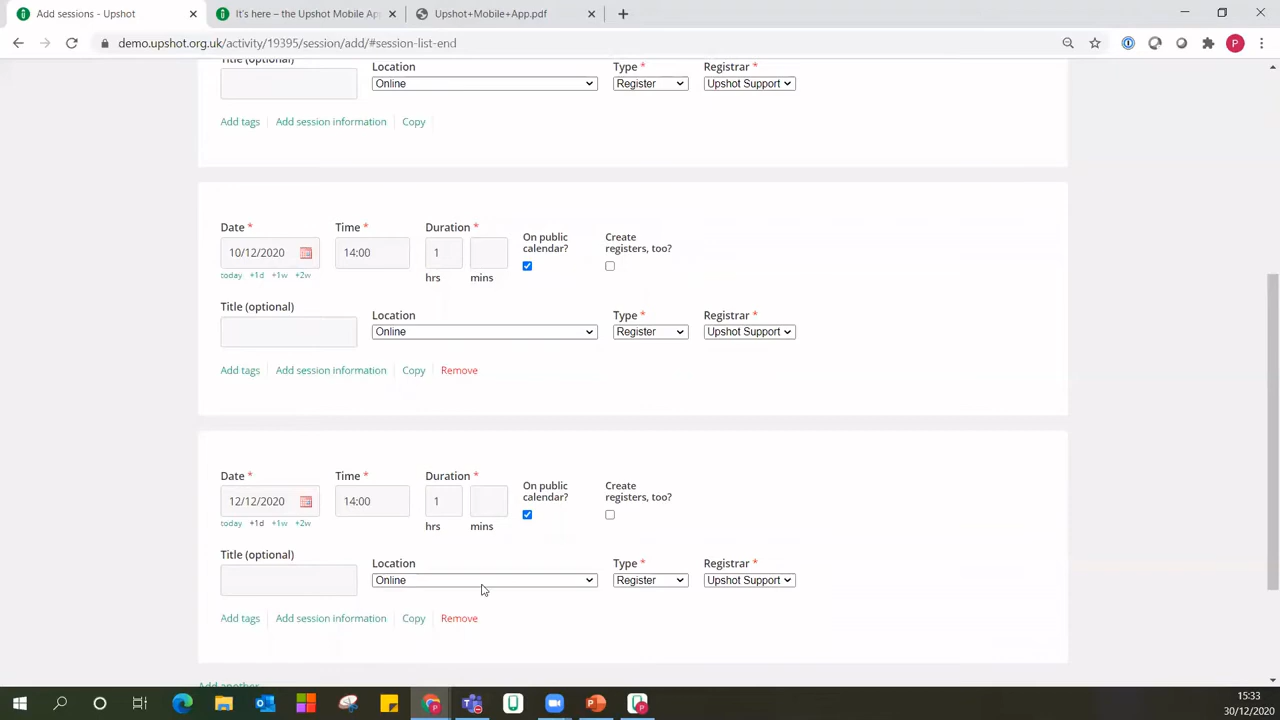 Add sessions - Upshot
It's here – the Upshot Mobile Ap
Upshot+Mobile+App.pdf
demo.upshot.org.uk/activity/19395/session/add/#session-list-end
Title (optional) Location Type * Registrar *
Online Register Upshot Support
Add tags Add session information Copy
Date * Time * Duration * On public calendar? Create registers, too?
10/12/2020 14:00 1
today +1d +1w +2w hrs mins
Title (optional) Location Type * Registrar *
Online Register Upshot Support
Add tags Add session information Copy Remove
Date * Time * Duration * On public calendar? Create registers, too?
12/12/2020 14:00 1
today +1d +1w +2w hrs mins
Title (optional) Location Type * Registrar *
Online Register Upshot Support
Add tags Add session information Copy Remove
Add another
15:33
30/12/2020